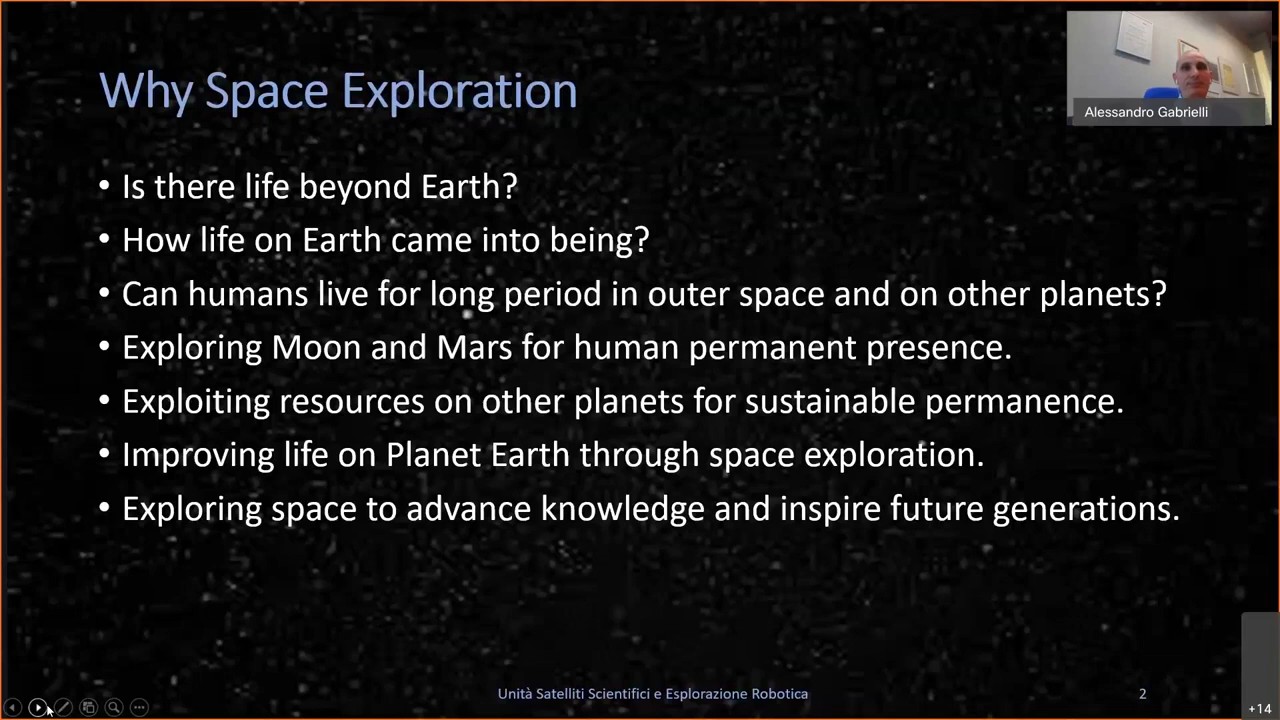 Why Space Exploration
Alessandro Gabrielli
• Is there life beyond Earth?
• How life on Earth came into being?
• Can humans live for long period in outer space and on other planets?
• Exploring Moon and Mars for human permanent presence.
• Exploiting resources on other planets for sustainable permanence.
• Improving life on Planet Earth through space exploration.
• Exploring space to advance knowledge and inspire future generations.
Unità Satelliti Scientifici e Esplorazione Robotica
2
+14